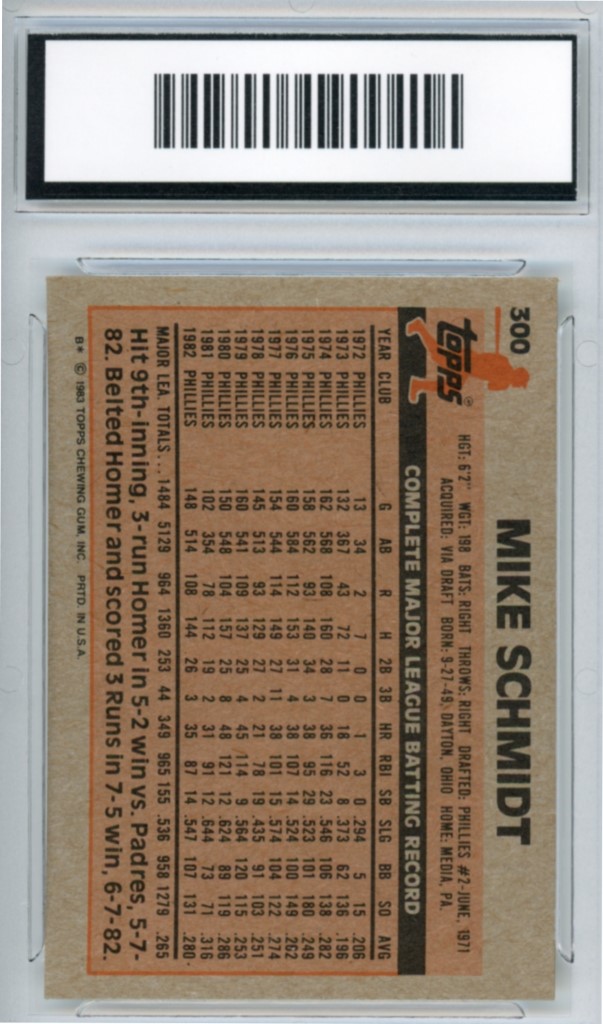 300
MIKE SCHMIDT
Topps®
HGT: 6'2" WGT: 198 BATS: RIGHT THROWS: RIGHT DRAFTED: PHILLIES #2-JUNE, 1971
ACQUIRED: VIA DRAFT BORN: 9-27-49, DAYTON, OHIO HOME: MEDIA, PA.
COMPLETE MAJOR LEAGUE BATTING RECORD
YEAR CLUB G AB R H 2B 3B HR RBI SB SLG BB SO AVG
1972 PHILLIES 13 34 2 7 0 0 1 3 0 .294 5 15 .206
1973 PHILLIES 132 367 43 72 11 0 18 52 8 .373 62 136 .196
1974 PHILLIES 162 568 108 160 28 7 36 116 23 .546 106 138 .282
1975 PHILLIES 158 562 93 140 34 3 38 95 29 .523 101 180 .249
1976 PHILLIES 160 584 112 153 31 4 38 107 14 .524 100 149 .262
1977 PHILLIES 154 544 114 149 27 11 38 101 15 .574 104 122 .274
1978 PHILLIES 145 513 93 129 27 2 21 78 19 .435 91 103 .251
1979 PHILLIES 160 541 109 137 25 4 45 114 9 .564 120 115 .253
1980 PHILLIES 150 548 104 157 25 8 48 121 12 .624 89 119 .286
1981 PHILLIES 102 354 78 112 19 2 31 91 12 .644 73 71 .316
1982 PHILLIES 148 514 108 144 26 3 35 87 14 .547 107 131 .280
MAJOR LEA. TOTALS... 1484 5129 964 1360 253 44 349 965 155 .536 958 1279 .265
Hit 9th-inning, 3-run Homer in 5-2 win vs. Padres, 5-7-
82. Belted Homer and scored 3 Runs in 7-5 win, 6-7-82.
B* © 1983 TOPPS CHEWING GUM, INC. PRTD. IN U.S.A.